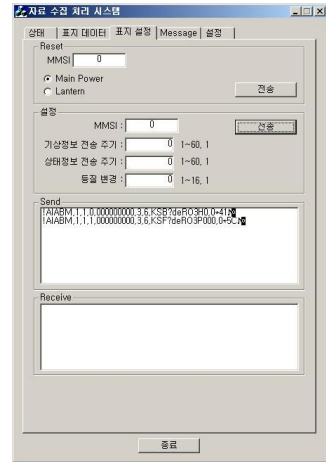 자료 수집 처리 시스템
상태 표지 데이터 표지 설정 Message 설정
Reset
MMSI 0
Main Power
Lantern
전송
설정
MMSI : 0
전송
기상정보 전송 주기 : 0 1~60, 1
상태정보 전송 주기 : 0 1~60, 1
등질 변경 : 0 1~16, 1
Send
!AIABM,1,1,0,000000000,3,6,KSB?deRO3H0,0*41
!AIABM,1,1,1,000000000,3,6,KSF?deRO3P000,0*5C
Receive
종료